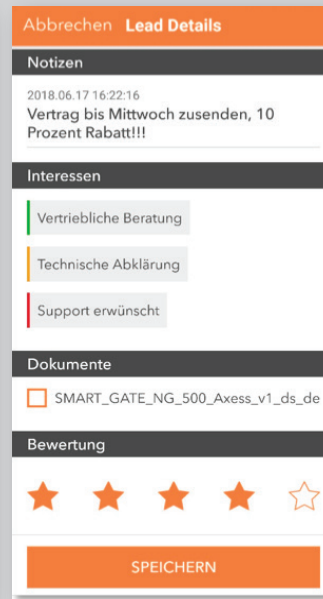 Abbrechen Lead Details
Notizen
2018.06.17 16:22:16
Vertrag bis Mittwoch zusenden, 10
Prozent Rabatt!!!
Interessen
Vertriebliche Beratung
Technische Abklärung
Support erwünscht
Dokumente
SMART_GATE_NG_500_Axess_v1_ds_de
Bewertung
SPEICHERN